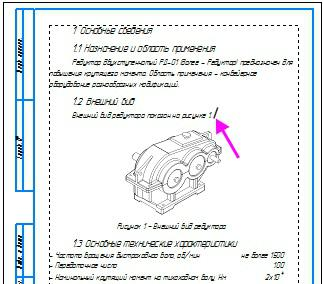 1 Основные сведения
1.1 Назначение и область применения
Редуктор двухступенчатый РД-01 (далее - Редуктор) предназначен для
повышения крутящего момента. Область применения - конвейерное
оборудование разнообразных модификаций.
1.2 Внешний вид
Внешний вид редуктора показан на рисунке 1.
Рисунок 1 - Внешний вид редуктора
1.3 Основные технические характеристики
- Частота вращения быстроходного вала, об/мин не более 1500
- Передаточное число 100
- Номинальный крутящий момент на тихоходном валу, Нм